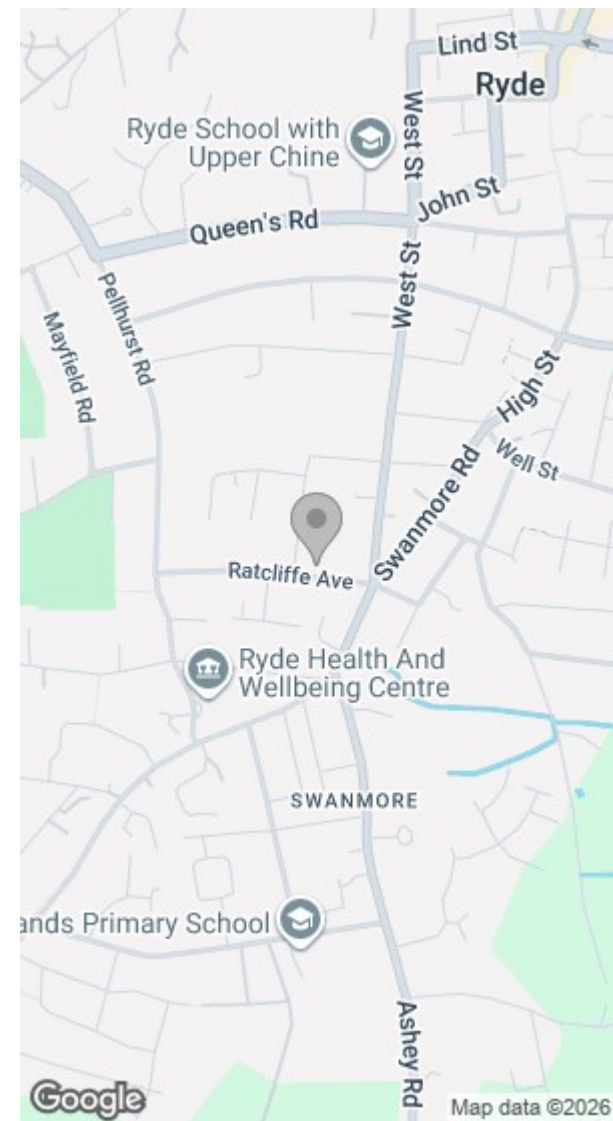 Lind St
Ryde
West St
Ryde School with
Upper Chine
John St
Queen's Rd
West St
Pellhurst Rd
Mayfield Rd
High St
Well St
Swanmore Rd
Ratcliffe Ave
Ryde Health And
Wellbeing Centre
SWANMORE
ands Primary School
Ashey Rd
Google
Map data ©2026